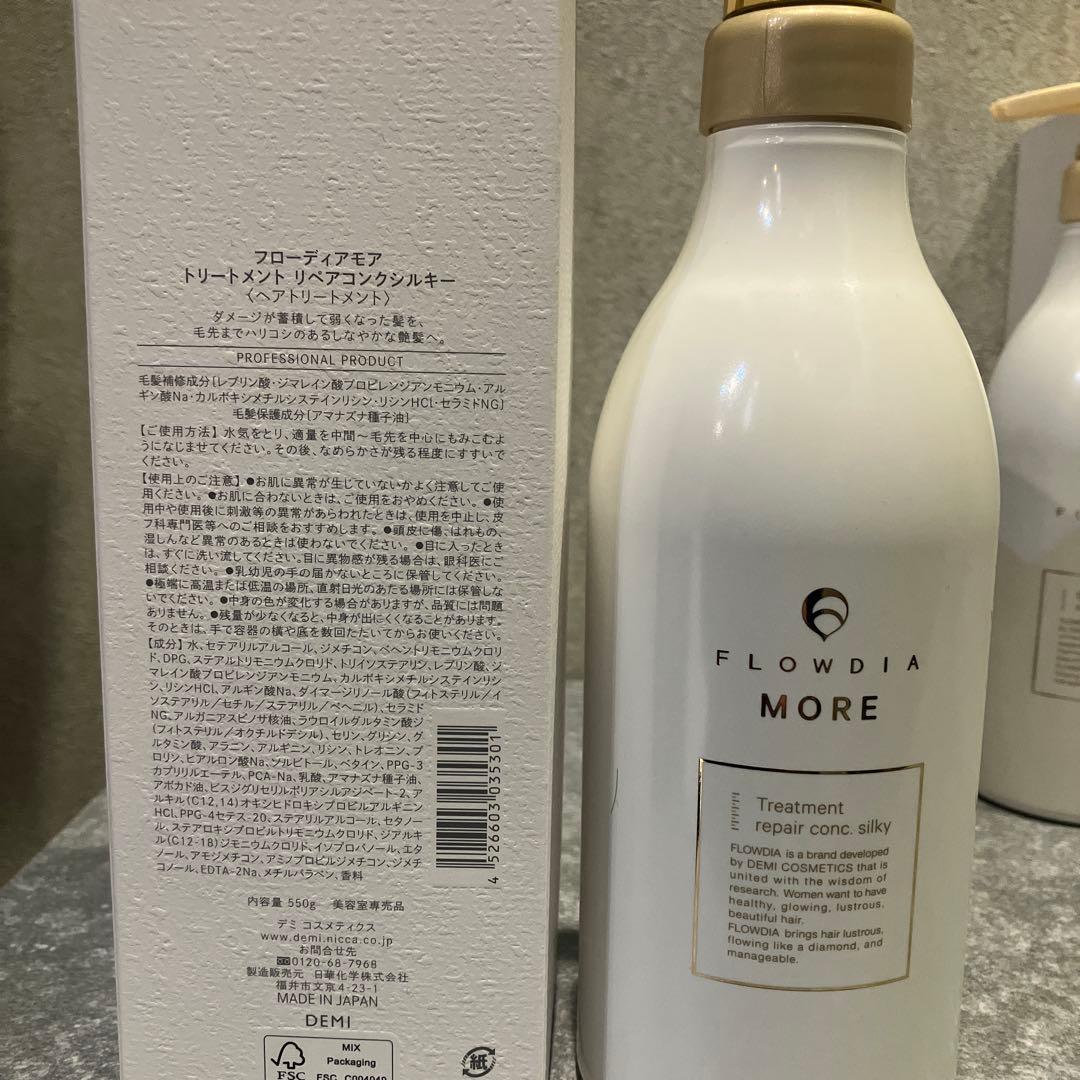 フローディアモア
トリートメント リペアコンクシルキー
〈ヘアトリートメント〉
ダメージが蓄積して弱くなった髪を、
毛先までハリコシのあるしなやかな艶髪へ。
PROFESSIONAL PRODUCT
毛髪補修成分[レブリン酸・ジマレイン酸プロピレンジアンモニウム・アル
ギン酸Na・カルボキシメチルシステインリシン・リシンHCl・セラミドNG]
毛髪保護成分[アマナズナ種子油]
【ご使用方法】水気をとり、適量を中間～毛先を中心にもみこむよ
うになじませてください。その後、なめらかさが残る程度にすすいで
ください。
【使用上のご注意】●お肌に異常が生じていないかよく注意してご使
用ください。●お肌に合わないときは、ご使用をおやめください。●使
用中や使用後に刺激等の異常があらわれたときは、使用を中止し、皮
フ科専門医等へのご相談をおすすめします。●頭皮に傷、はれもの、
湿しんなど異常のあるときは使わないでください。●目に入ったとき
は、すぐに洗い流してください。目に異物感が残る場合は、眼科医にご
相談ください。●乳幼児の手の届かないところに保管してください。
●極端に高温または低温の場所、直射日光のあたる場所には保管しな
いでください。●中身の色が変化する場合がありますが、品質には問題
ありません。●残量が少なくなると、中身が出にくくなることがあります。
そのときは、手で容器の横や底を数回たたいてからお使いください。
【成分】水、セテアリルアルコール、ジメチコン、ベヘントリモニウムクロリ
ド、DPG、ステアルトリモニウムクロリド、トリイソステアリン、レブリン酸、ジ
マレイン酸プロピレンジアンモニウム、カルボキシメチルシステインリシ
ン、リシンHCl、アルギン酸Na、ダイマージリノール酸(フィトステリル/イ
ソステアリル/セチル/ステアリル/ベヘニル)、セラミド
NG、アルガニアスピノサ核油、ラウロイルグルタミン酸ジ
(フィトステリル/オクチルドデシル)、セリン、グリシン、グ
ルタミン酸、アラニン、アルギニン、リシン、トレオニン、プ
ロリン、ヒアルロン酸Na、ソルビトール、ベタイン、PPG-3
カプリリルエーテル、PCA-Na、乳酸、アマナズナ種子油、
アボカド油、ビスジグリセリルポリアシルアジペート-2、ア
ルキル(C12,14)オキシヒドロキシプロピルアルギニン
HCl、PPG-4セテス-20、ステアリルアルコール、セタノー
ル、ステアロキシプロピルトリモニウムクロリド、ジアルキ
ル(C12-18)ジモニウムクロリド、イソプロパノール、エタ
ノール、アモジメチコン、アミノプロピルジメチコン、ジメチ
コノール、EDTA-2Na、メチルパラベン、香料
4 526603 035301
内容量 550g 美容室専売品
デミ コスメティクス
www.demi.nicca.co.jp
お問合せ先
0120-68-7968
製造販売元 日華化学株式会社
福井市文京4-23-1
MADE IN JAPAN
DEMI
MIX
Packaging
FSC
FSC C004049
紙
FLOWDIA
MORE
Treatment
repair conc. silky
FLOWDIA is a brand developed
by DEMI COSMETICS that is
united with the wisdom of
research. Women want to have
healthy, glowing, lustrous,
beautiful hair.
FLOWDIA brings hair lustrous,
flowing like a diamond, and
manageable.